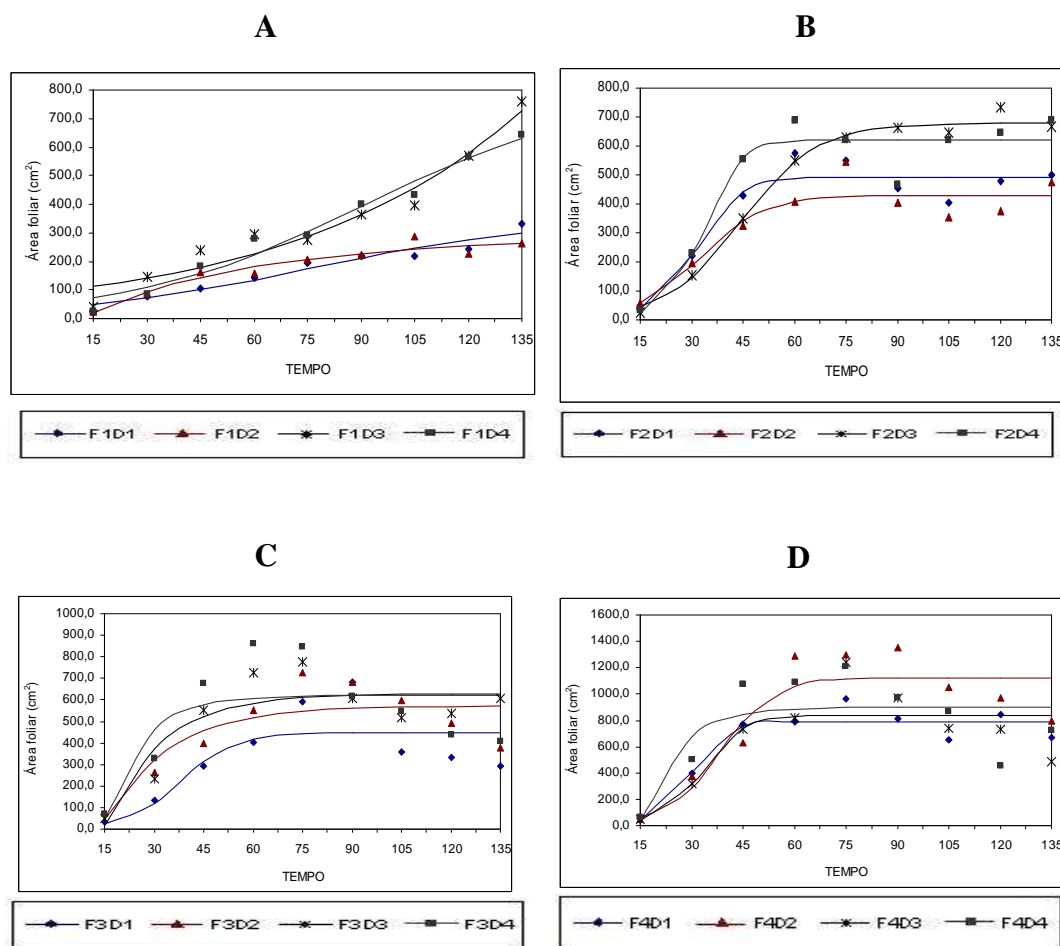 A
800,0
700,0
600,0
500,0
400,0
300,0
200,0
100,0
0,0
Área foliar (cm²)
15 30 45 60 75 90 105 120 135
TEMPO
F1D1 F1D2 F1D3 F1D4
B
800,0
700,0
600,0
500,0
400,0
300,0
200,0
100,0
0,0
Área foliar (cm²)
15 30 45 60 75 90 105 120 135
TEMPO
F2D1 F2D2 F2D3 F2D4
C
1000,0
900,0
800,0
700,0
600,0
500,0
400,0
300,0
200,0
100,0
0,0
Área foliar (cm²)
15 30 45 60 75 90 105 120 135
TEMPO
F3D1 F3D2 F3D3 F3D4
D
1600,0
1400,0
1200,0
1000,0
800,0
600,0
400,0
200,0
0,0
Área foliar (cm²)
15 30 45 60 75 90 105 120 135
TEMPO
F4D1 F4D2 F4D3 F4D4